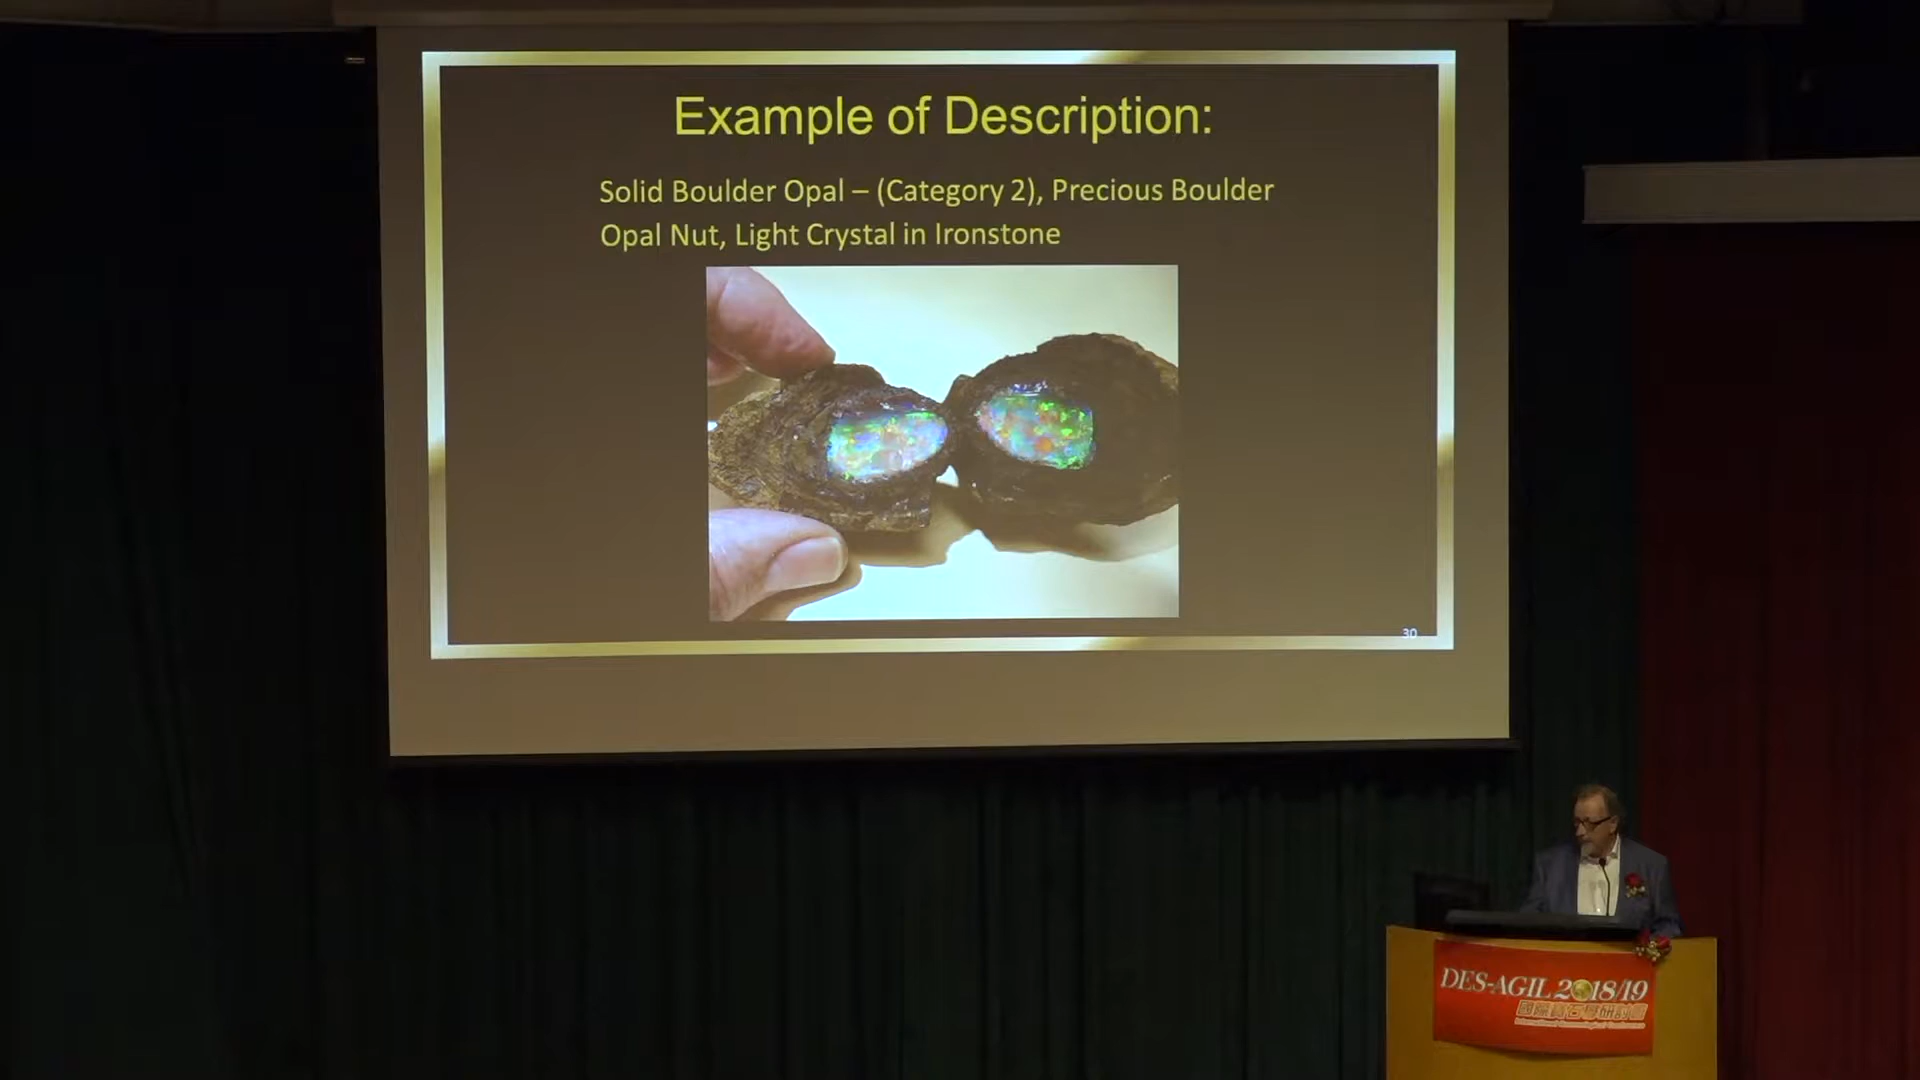 Example of Description:
Solid Boulder Opal – (Category 2), Precious Boulder
Opal Nut, Light Crystal in Ironstone
30
DES-AGIL 2018/19